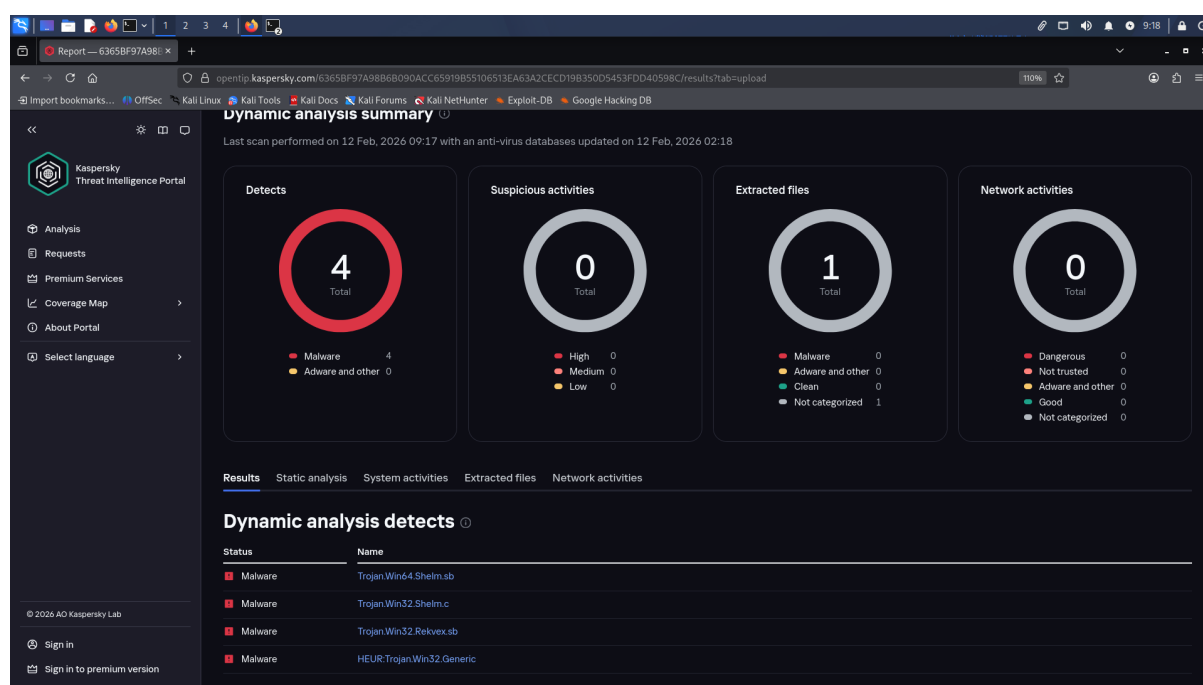 1 2 3 4 2 9:18
Report — 6365BF97A98B
opentip.kaspersky.com/6365BF97A98B6B090ACC65919B55106513EA63A2CECD19B350D5453FDD40598C/results?tab=upload 110%
Import bookmarks... OffSec Kali Linux Kali Tools Kali Docs Kali Forums Kali NetHunter Exploit-DB Google Hacking DB
Kaspersky
Threat Intelligence Portal
Analysis
Requests
Premium Services
Coverage Map
About Portal
Select language
© 2026 AO Kaspersky Lab
Sign in
Sign in to premium version
Dynamic analysis summary
Last scan performed on 12 Feb, 2026 09:17 with an anti-virus databases updated on 12 Feb, 2026 02:18
Detects
4
Total
Malware 4
Adware and other 0
Suspicious activities
0
Total
High 0
Medium 0
Low 0
Extracted files
1
Total
Malware 0
Adware and other 0
Clean 0
Not categorized 1
Network activities
0
Total
Dangerous 0
Not trusted 0
Adware and other 0
Good 0
Not categorized 0
Results Static analysis System activities Extracted files Network activities
Dynamic analysis detects
Status Name
Malware Trojan.Win64.Shelm.sb
Malware Trojan.Win32.Shelm.c
Malware Trojan.Win32.Rekvex.sb
Malware HEUR:Trojan.Win32.Generic